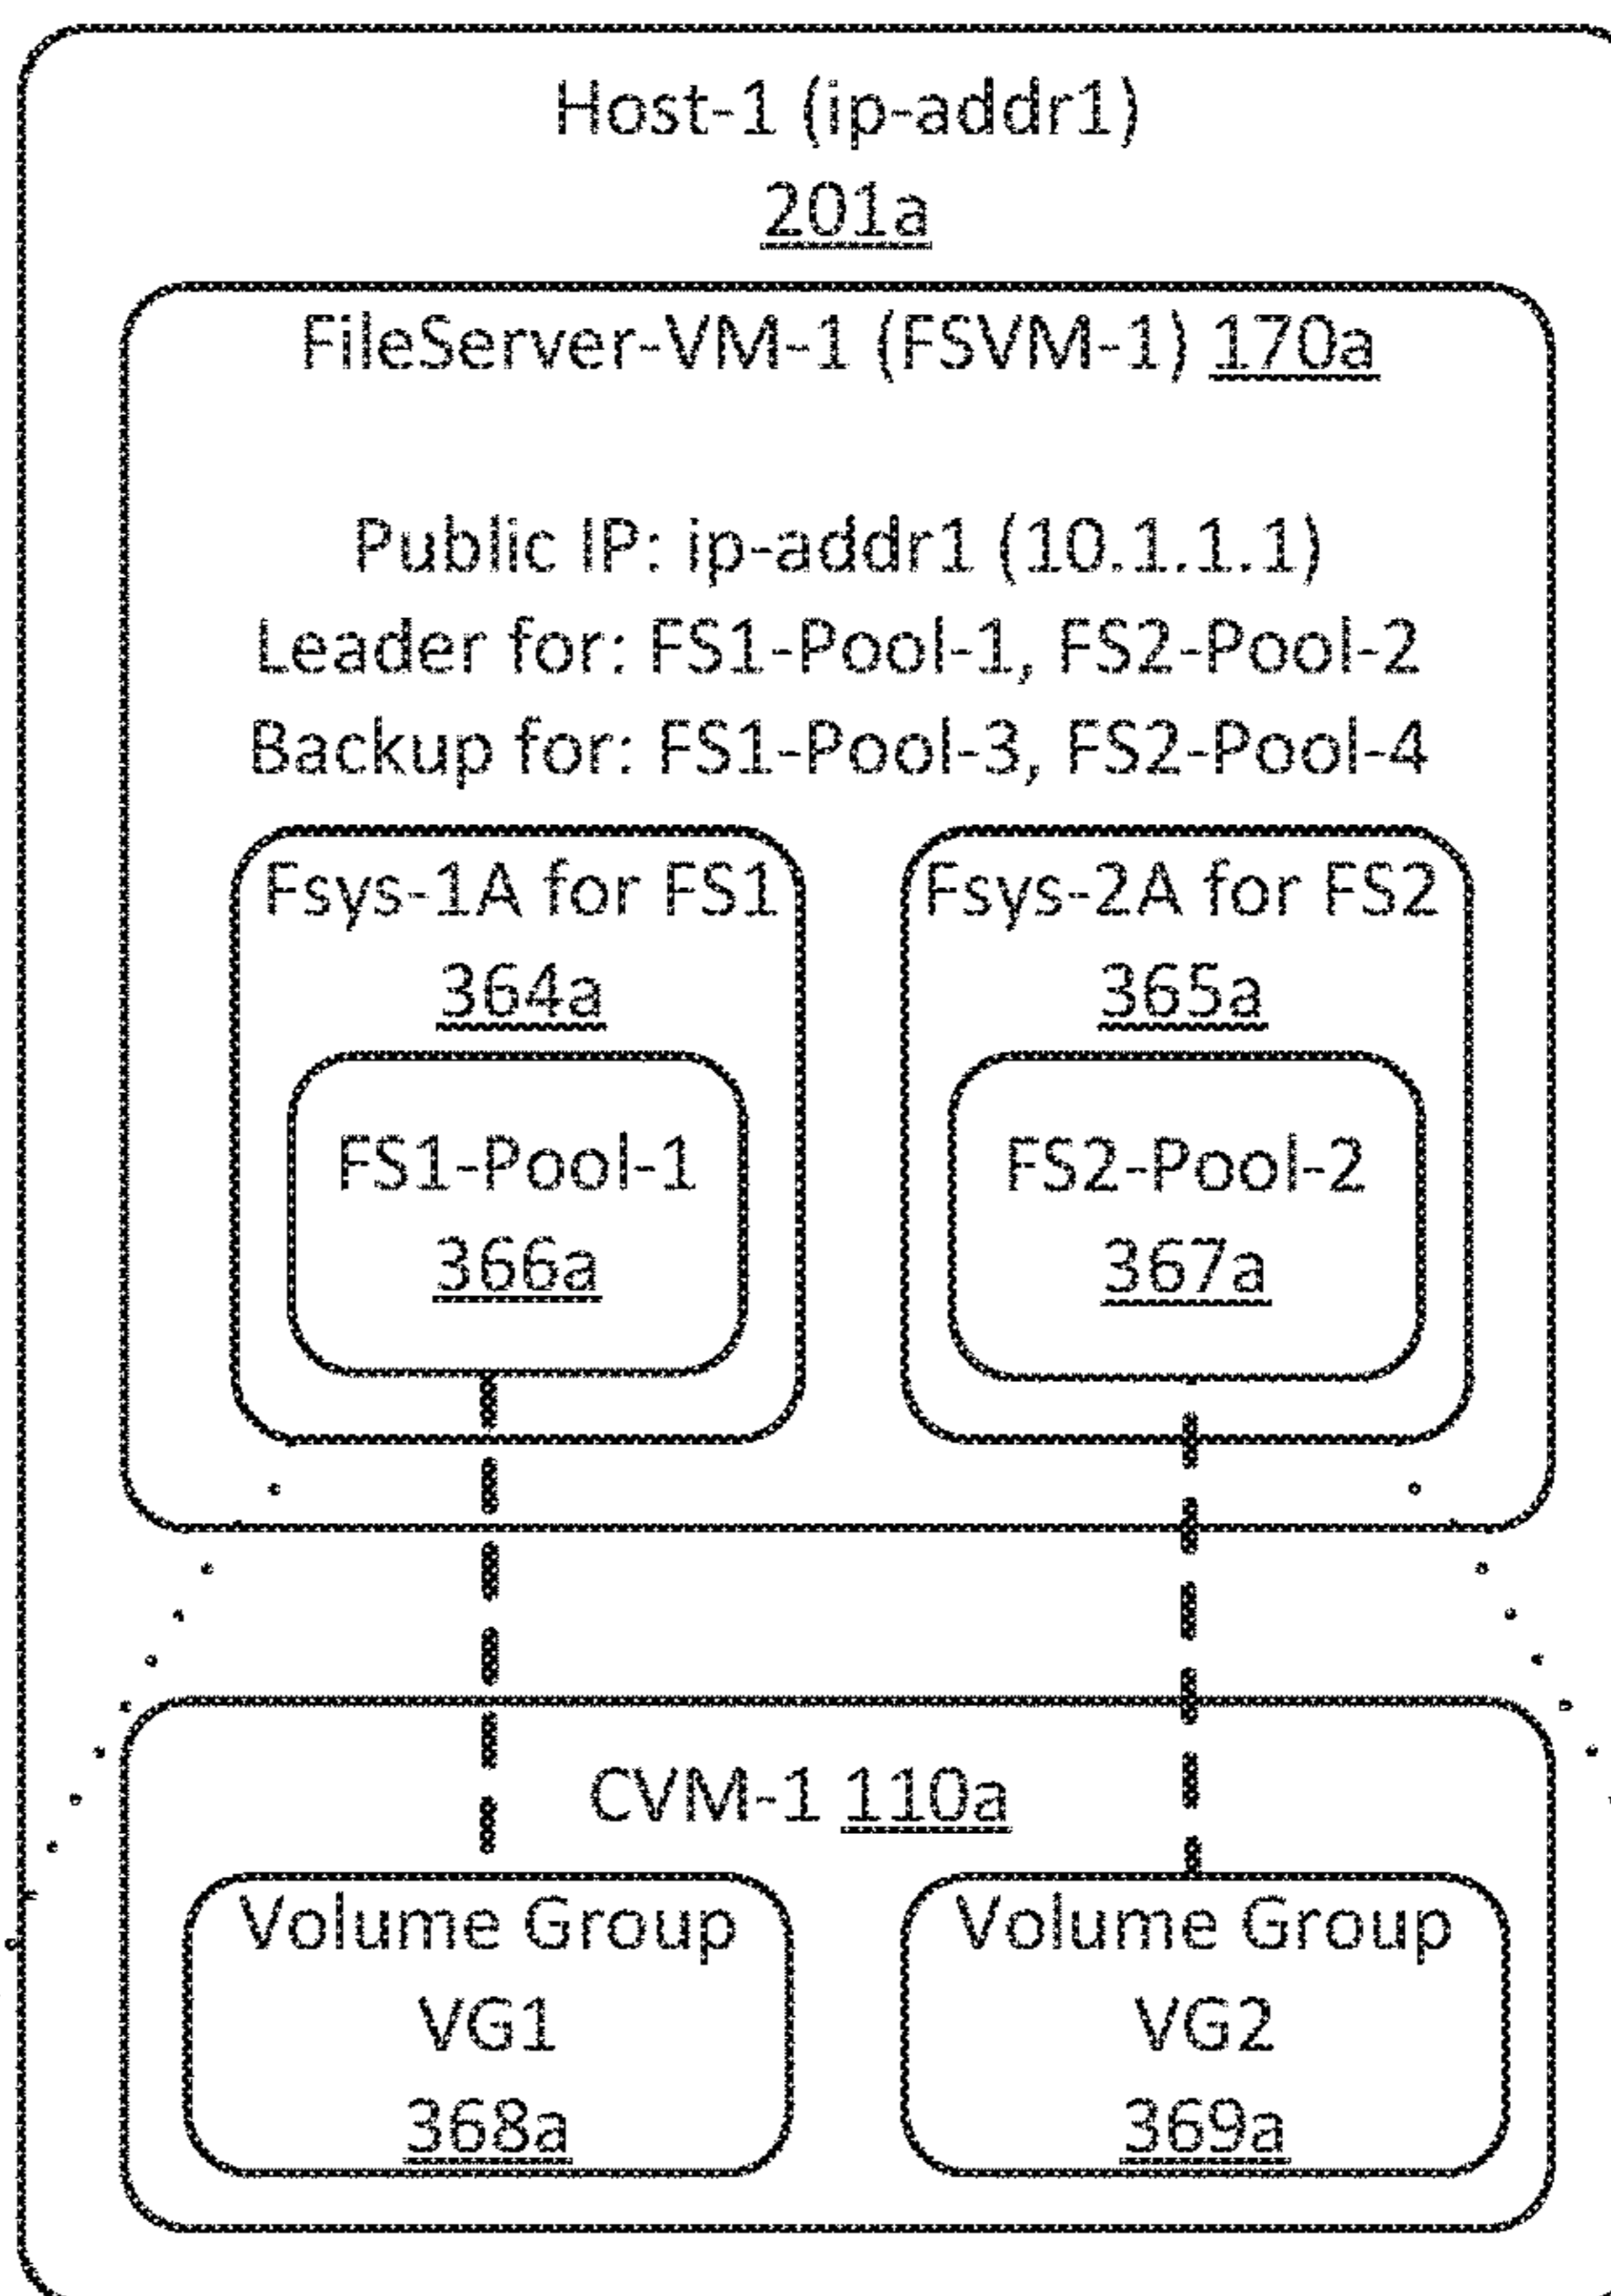 Host-1 (ip-addr1)
201a
FileServer-VM-1 (FSVM-1) 170a
Public IP: ip-addr1 (10.1.1.1)
Leader for: FS1-Pool-1, FS2-Pool-2
Backup for: FS1-Pool-3, FS2-Pool-4
Fsys-1A for FS1
364a
FS1-Pool-1
366a
Fsys-2A for FS2
365a
FS2-Pool-2
367a
CVM-1 110a
Volume Group
VG1
368a
Volume Group
VG2
369a